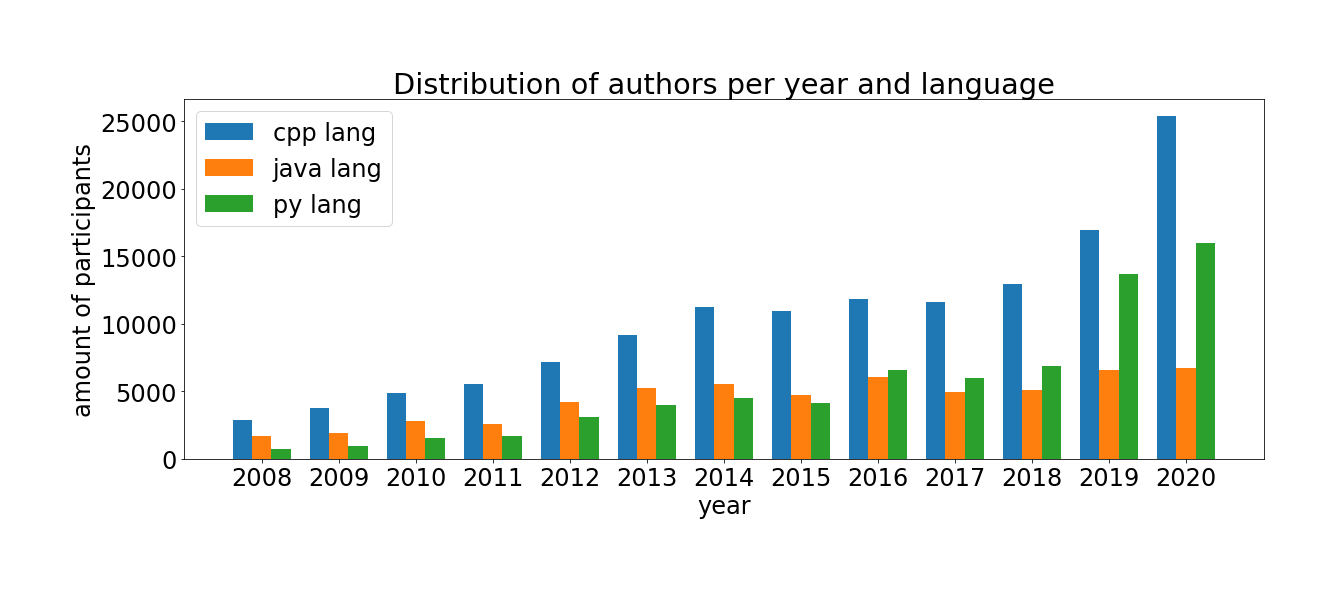 Distribution of authors per year and language
amount of participants
25000
20000
15000
10000
5000
0
cpp lang
java lang
py lang
2008 2009 2010 2011 2012 2013 2014 2015 2016 2017 2018 2019 2020
year